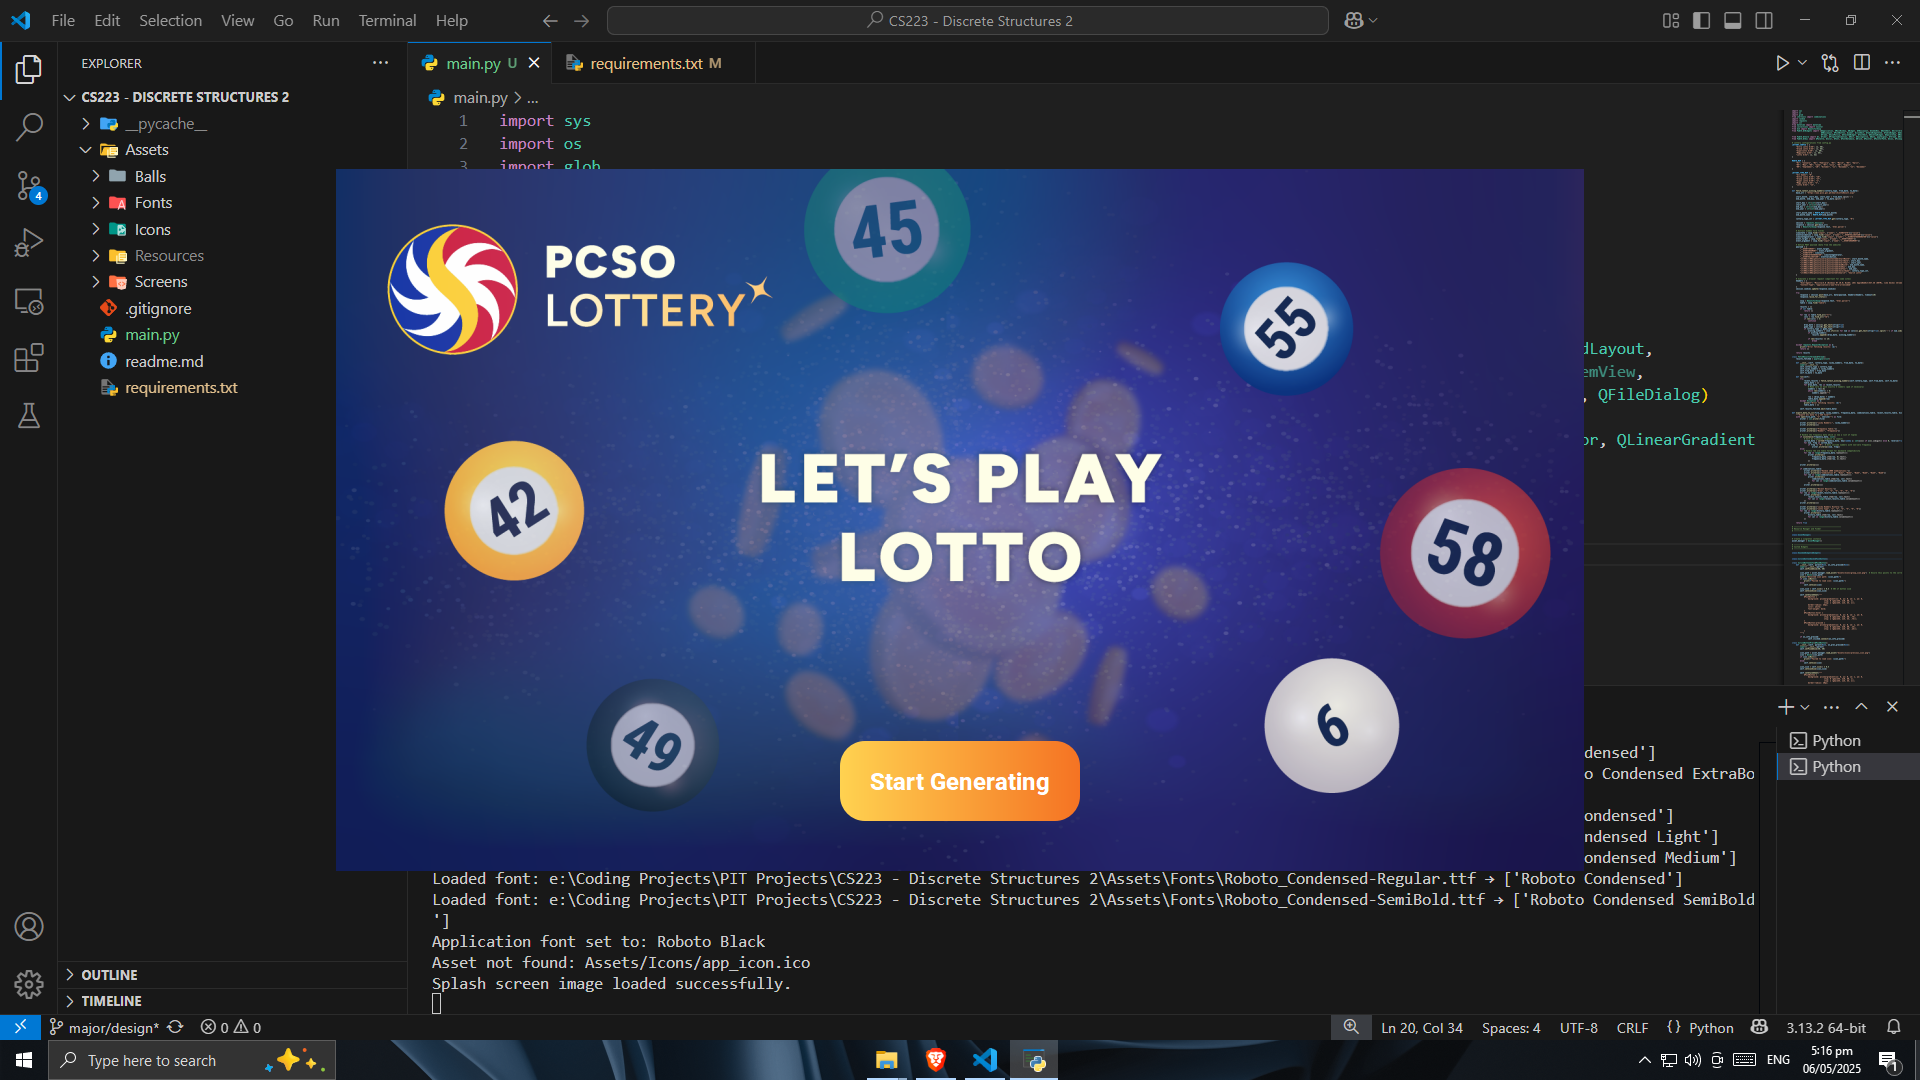 File Edit Selection View Go Run Terminal Help
CS223 - Discrete Structures 2
EXPLORER
main.py U
requirements.txt M
CS223 - DISCRETE STRUCTURES 2
__pycache__
Assets
Balls
Fonts
Icons
Resources
Screens
.gitignore
main.py
readme.md
requirements.txt
4
main.py > ...
1 import sys
2 import os
3 import glob
dLayout,
emView,
, QFileDialog)
or, QLinearGradient
PCSO
LOTTERY
45
55
42
LET'S PLAY
LOTTO
58
49
6
Start Generating
Python
Python
densed']
o Condensed ExtraBo
ondensed']
ndensed Light']
ondensed Medium']
Loaded font: e:\Coding Projects\PIT Projects\CS223 - Discrete Structures 2\Assets\Fonts\Roboto_Condensed-Regular.ttf → ['Roboto Condensed']
Loaded font: e:\Coding Projects\PIT Projects\CS223 - Discrete Structures 2\Assets\Fonts\Roboto_Condensed-SemiBold.ttf → ['Roboto Condensed SemiBold
']
Application font set to: Roboto Black
Asset not found: Assets/Icons/app_icon.ico
Splash screen image loaded successfully.
OUTLINE
TIMELINE
major/design* 0 0
Ln 20, Col 34 Spaces: 4 UTF-8 CRLF {} Python 3.13.2 64-bit
Type here to search
ENG
5:16 pm
06/05/2025
1